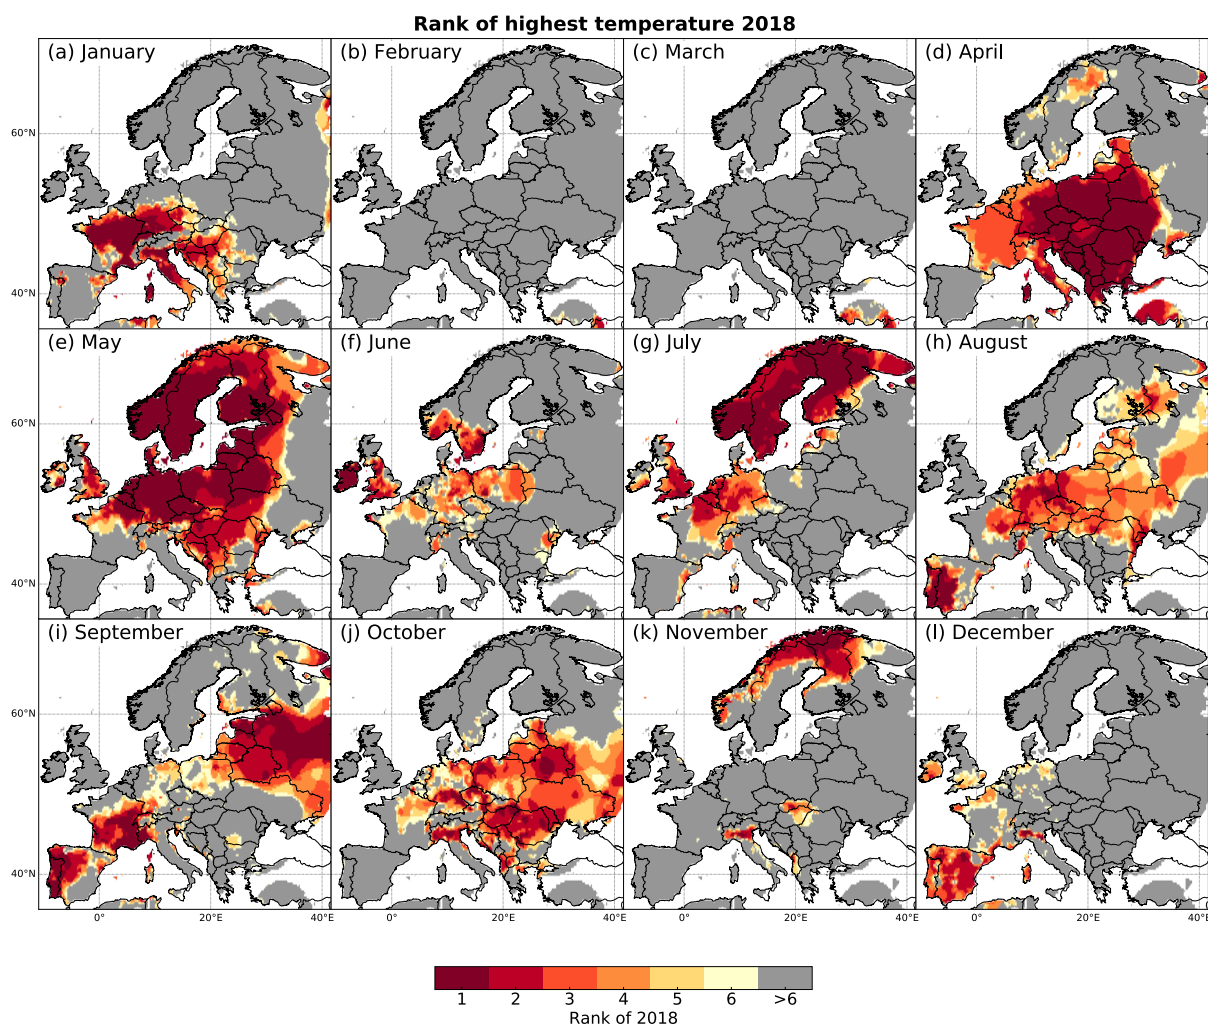 Rank of highest temperature 2018
(a) January
(b) February
(c) March
(d) April
60°N
40°N
(e) May
(f) June
(g) July
(h) August
60°N
40°N
(i) September
(j) October
(k) November
(l) December
60°N
40°N
0° 20°E 40°E 0° 20°E 40°E 0° 20°E 40°E 0° 20°E 40°E
1 2 3 4 5 6 >6
Rank of 2018